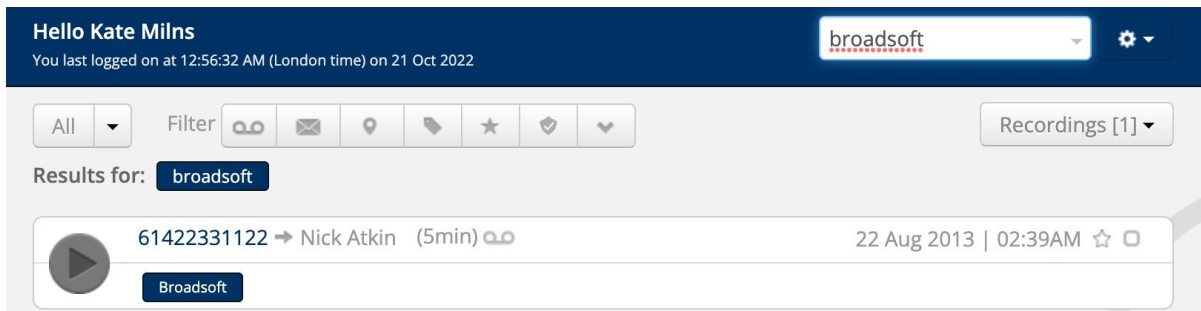 Hello Kate Milns
broadsoft
You last logged on at 12:56:32 AM (London time) on 21 Oct 2022
All Filter Recordings [1]
Results for: broadsoft
61422331122 Nick Atkin (5min) 22 Aug 2013 | 02:39AM
Broadsoft